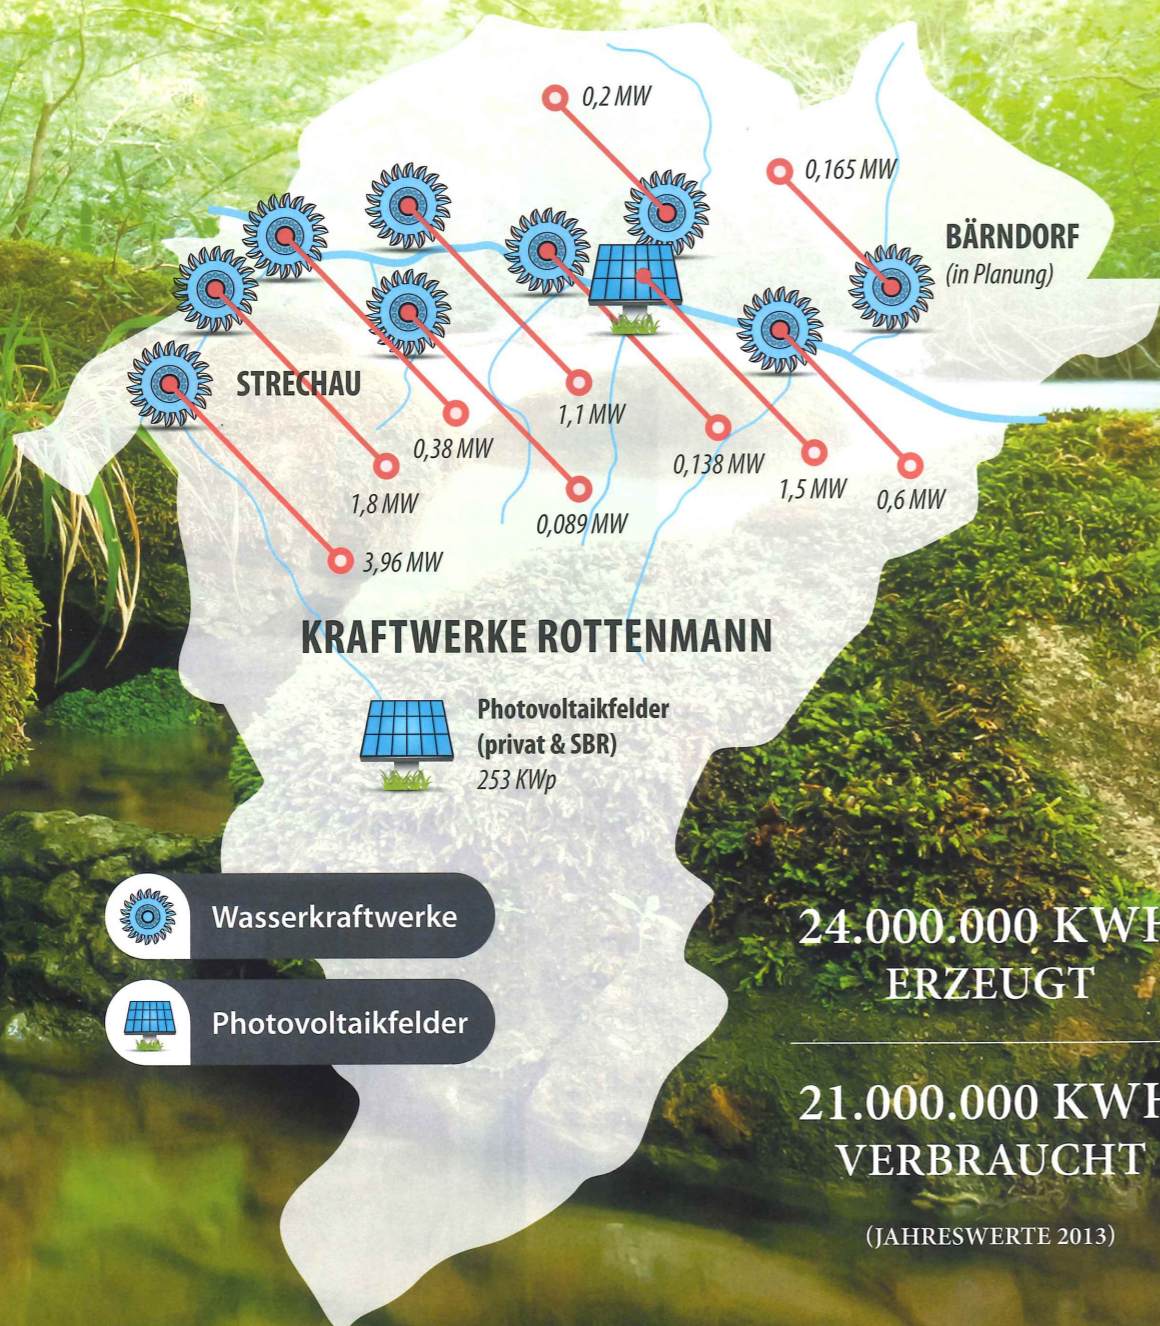 0,2 MW
0,165 MW
BÄRNDORF
(in Planung)
STRECHAU
1,1 MW
0,38 MW
0,138 MW
1,8 MW
1,5 MW
0,6 MW
0,089 MW
3,96 MW
KRAFTWERKE ROTTENMANN
Photovoltaikfelder
(privat & SBR)
253 KWp
Wasserkraftwerke
Photovoltaikfelder
24.000.000 KWH
ERZEUGT
21.000.000 KWH
VERBRAUCHT
(JAHRESWERTE 2013)